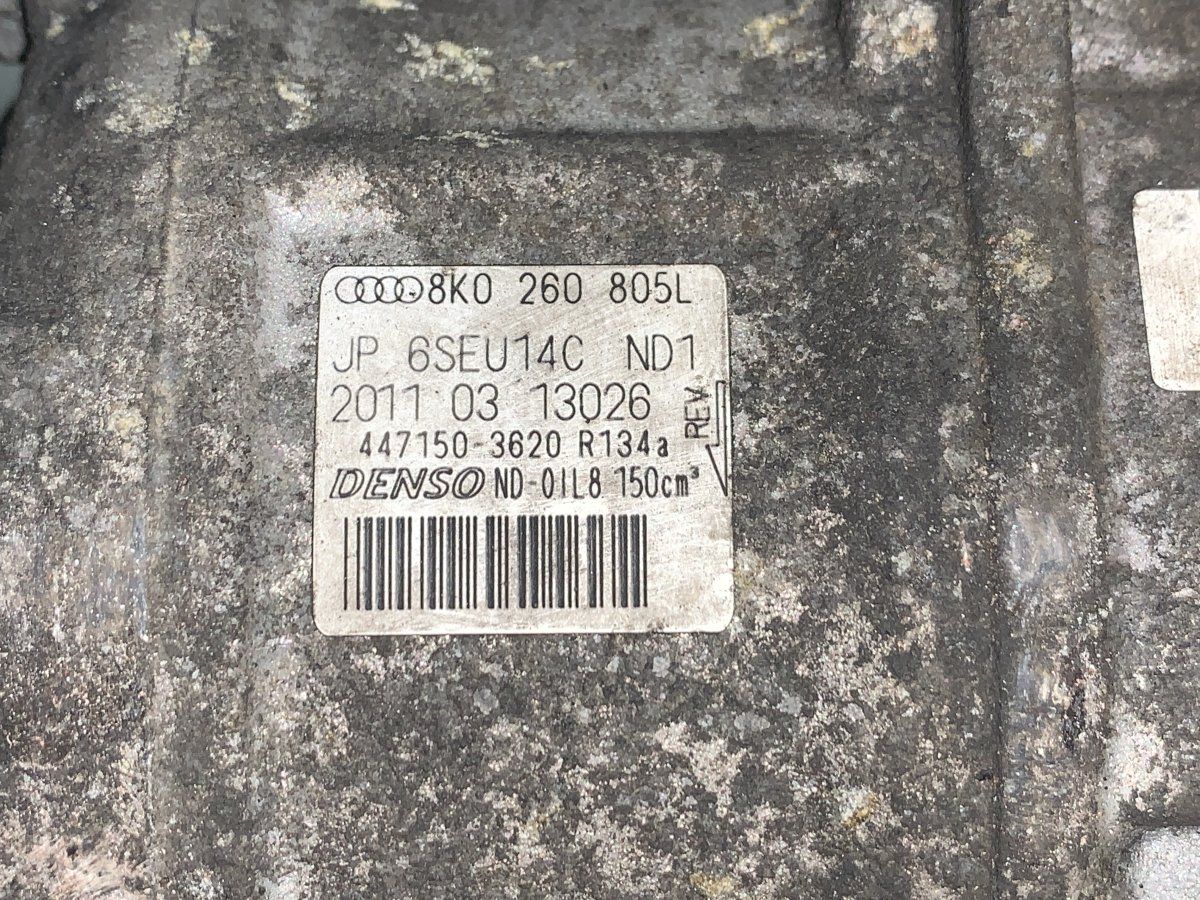 8K0 260 805L
JP 6SEU14C ND1
2011 03 13026
447150-3620 R134a
DENSO ND-OIL8 150cm³
REV